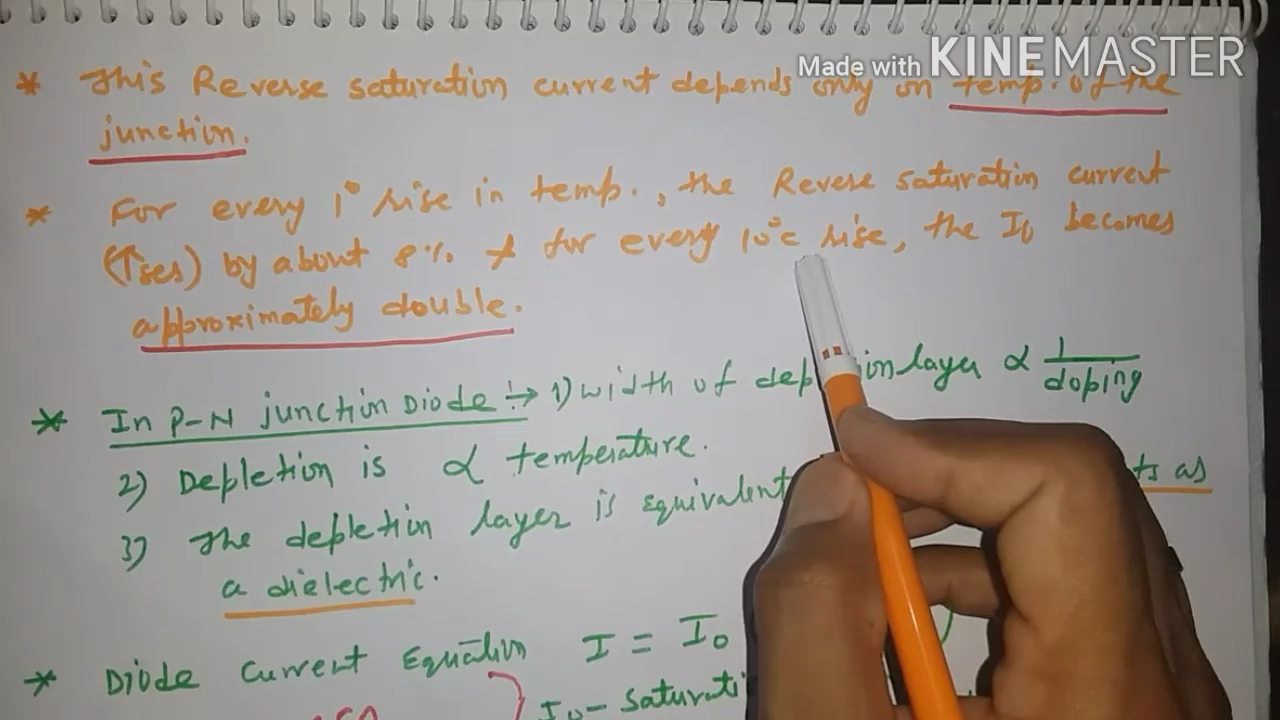 Made with KINEMASTER
* This Reverse saturation current depends only on temp. of the
junction.
* For every 1° rise in temp., the Reverse saturation current
(↑ses) by about 8% & for every 10°c rise, the I₀ becomes
approximately double.
* In P-N junction Diode :→ 1) width of dep layer ∝ 1/doping
2) Depletion is ∝ temperature.
3) The depletion layer is equivalent as
a dielectric.
* Diode Current Equation I = I₀
I₀ -